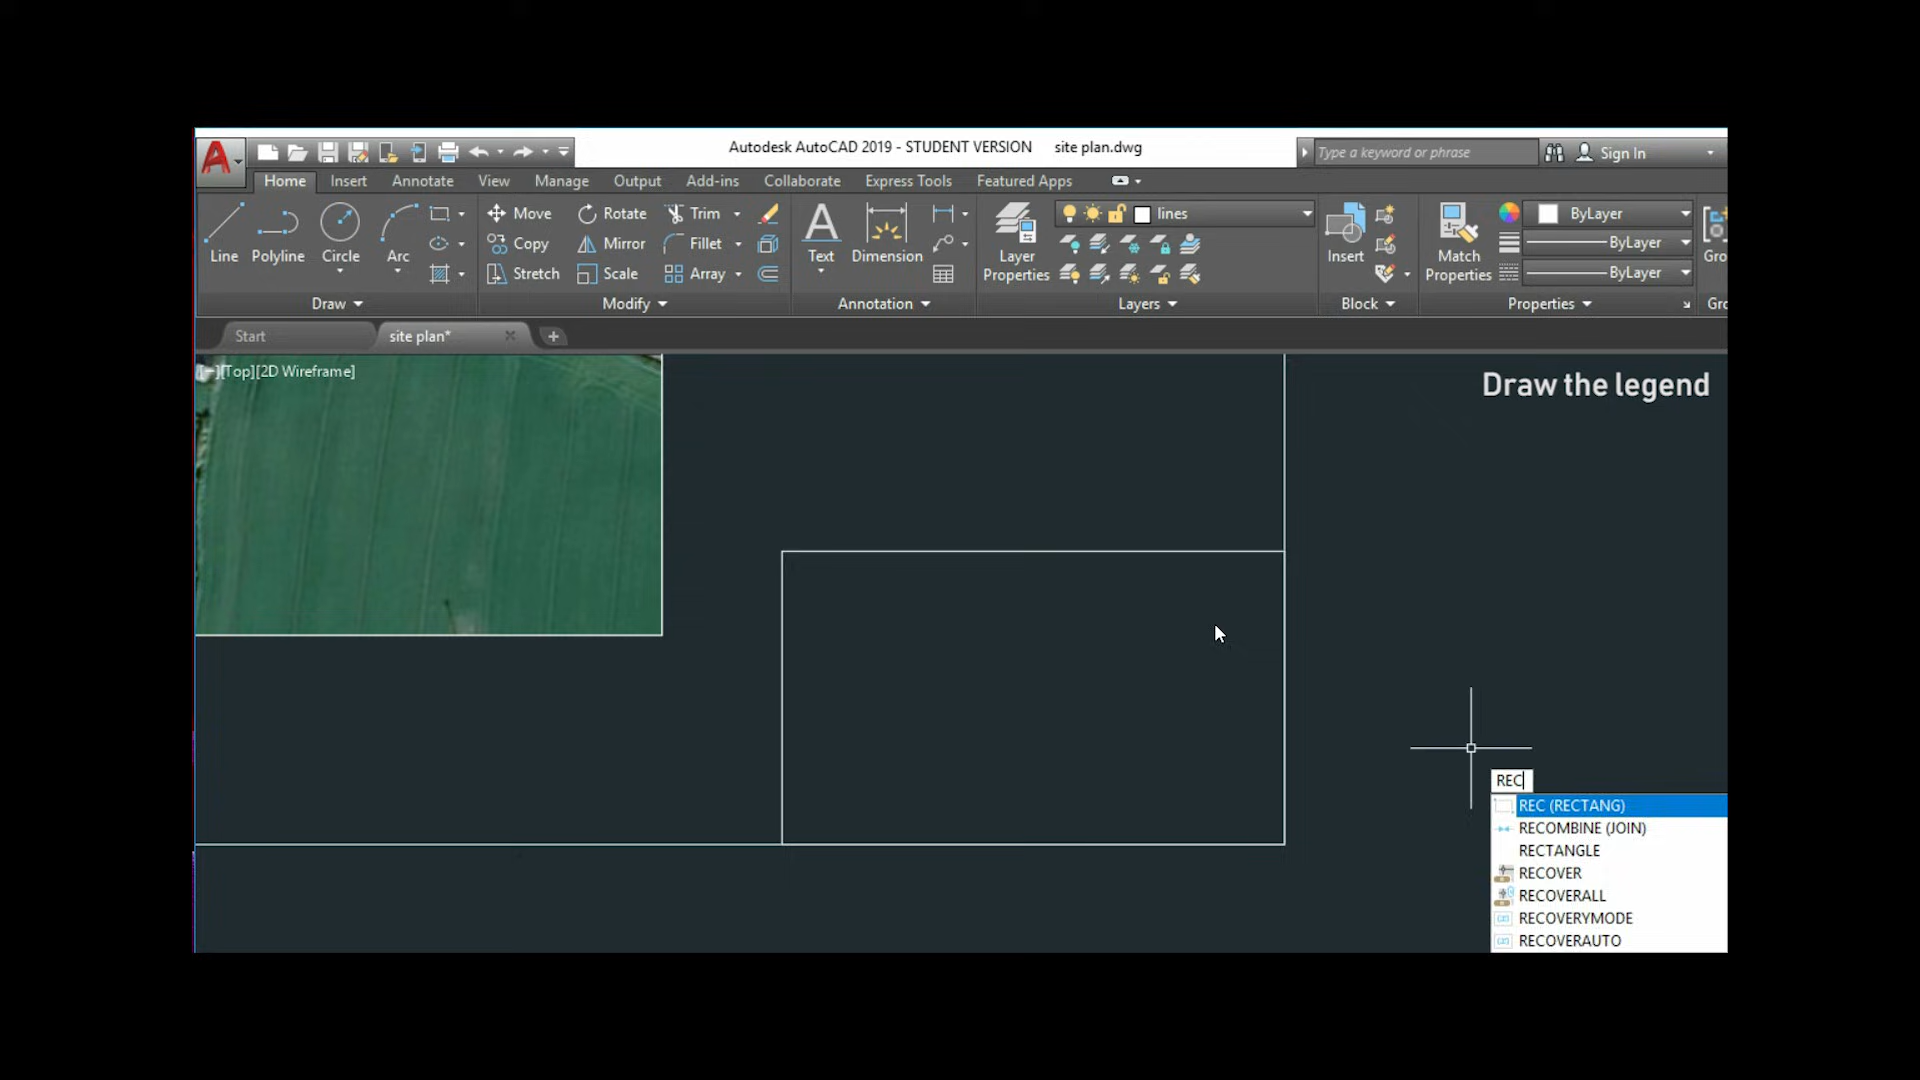 Autodesk AutoCAD 2019 - STUDENT VERSION site plan.dwg
Type a keyword or phrase
Sign In
Home Insert Annotate View Manage Output Add-ins Collaborate Express Tools Featured Apps
Line Polyline Circle Arc
Move Rotate Trim
Copy Mirror Fillet
Stretch Scale Array
Text Dimension
Layer Properties
lines
Insert
Match Properties
ByLayer
ByLayer
ByLayer
Gro
Draw Modify Annotation Layers Block Properties Gro
Start site plan*
[−][Top][2D Wireframe]
Draw the legend
REC
REC (RECTANG)
RECOMBINE (JOIN)
RECTANGLE
RECOVER
RECOVERALL
RECOVERYMODE
RECOVERAUTO